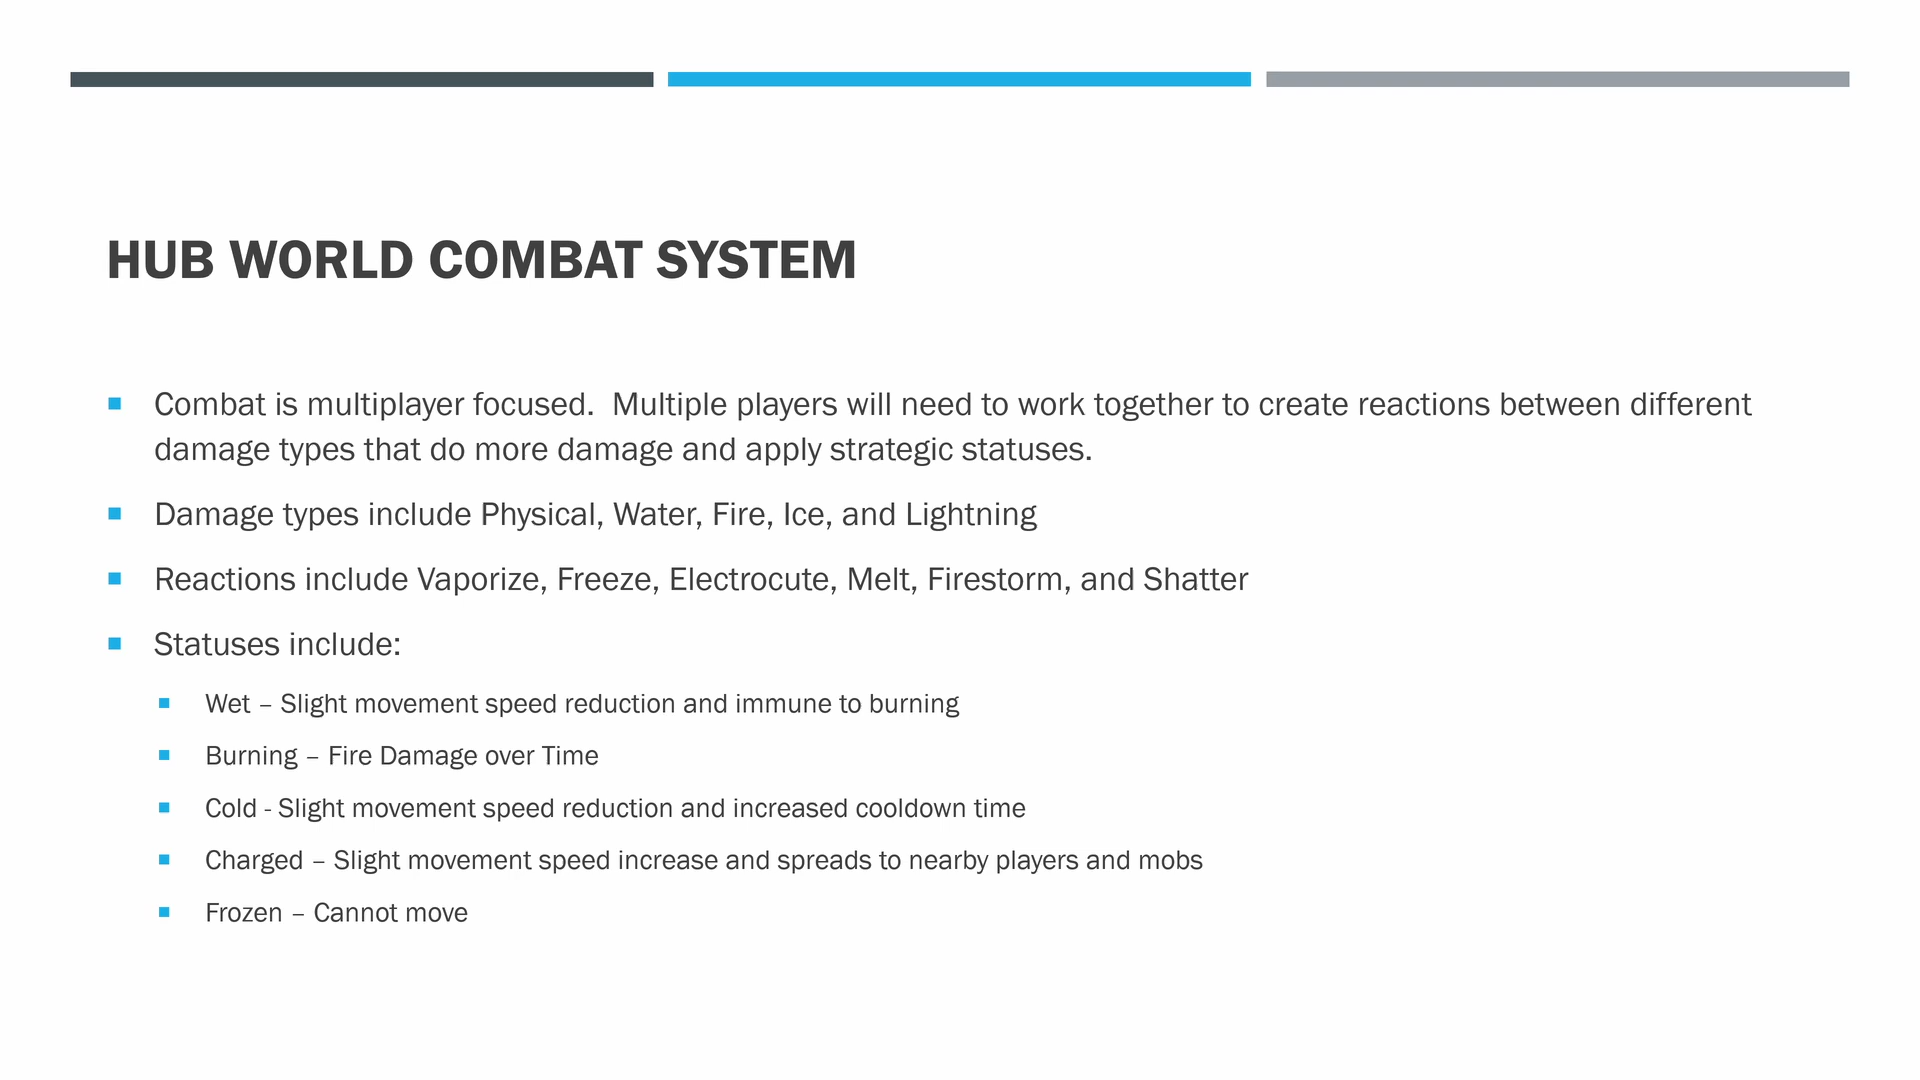 HUB WORLD COMBAT SYSTEM
Combat is multiplayer focused.  Multiple players will need to work together to create reactions between different
damage types that do more damage and apply strategic statuses.
Damage types include Physical, Water, Fire, Ice, and Lightning
Reactions include Vaporize, Freeze, Electrocute, Melt, Firestorm, and Shatter
Statuses include:
Wet – Slight movement speed reduction and immune to burning
Burning – Fire Damage over Time
Cold - Slight movement speed reduction and increased cooldown time
Charged – Slight movement speed increase and spreads to nearby players and mobs
Frozen – Cannot move